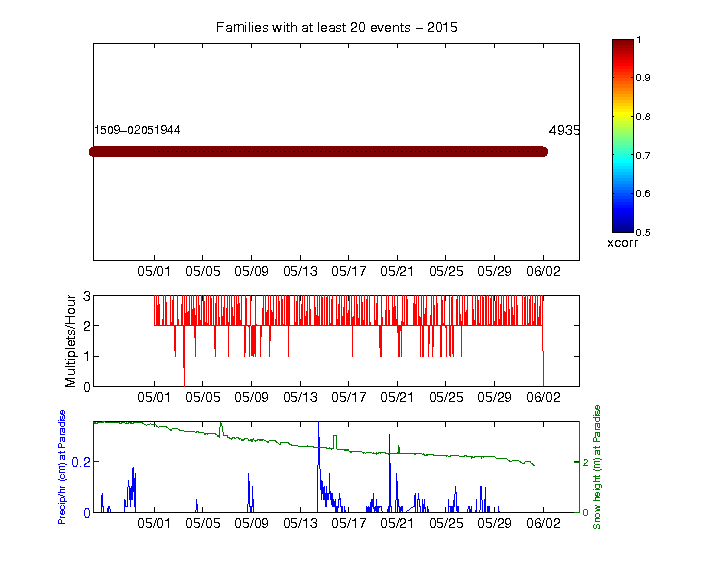 Families with at least 20 events – 2015
1509–02051944
4935
05/01 05/05 05/09 05/13 05/17 05/21 05/25 05/29 06/02
1
0.9
0.8
0.7
0.6
0.5
xcorr
Multiplets/Hour
3
2
1
0
05/01 05/05 05/09 05/13 05/17 05/21 05/25 05/29 06/02
Precip/hr (cm) at Paradise
0.2
0
2
0
Snow height (m) at Paradise
05/01 05/05 05/09 05/13 05/17 05/21 05/25 05/29 06/02